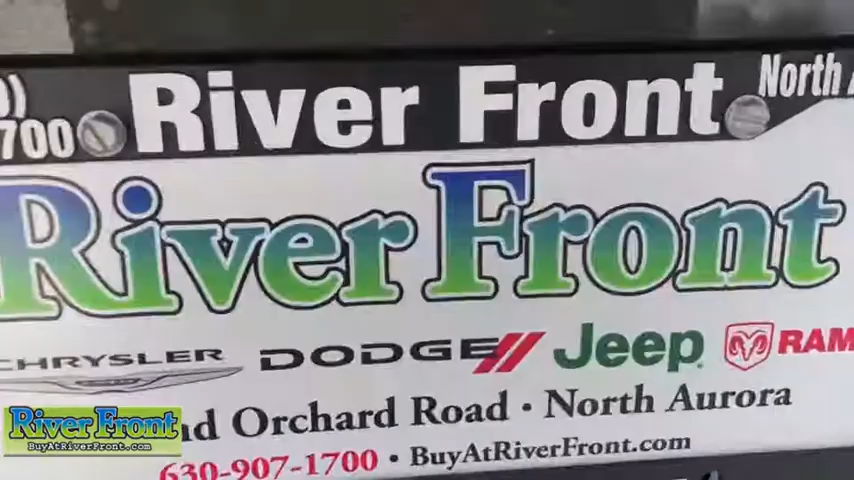 700 River Front North
River Front
CHRYSLER DODGE Jeep RAM
Orchard Road • North Aurora
630-907-1700 • BuyAtRiverFront.com
River Front
BuyAtRiverFront.com